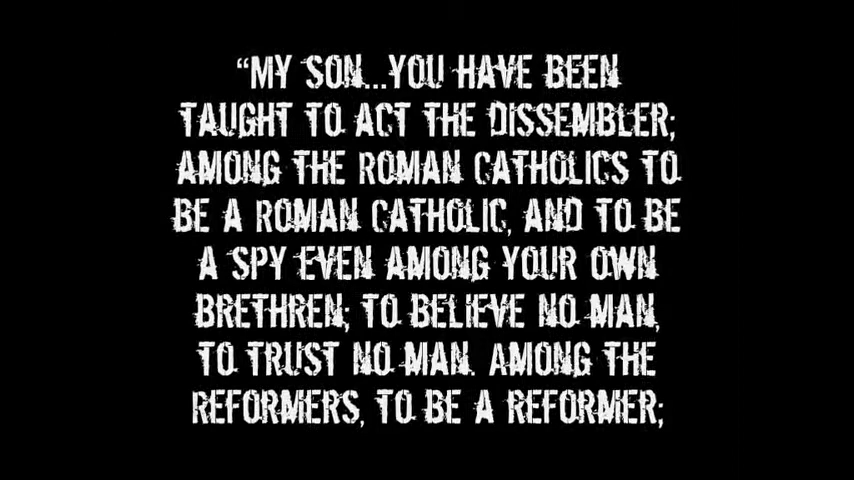 “MY SON...YOU HAVE BEEN
TAUGHT TO ACT THE DISSEMBLER;
AMONG THE ROMAN CATHOLICS TO
BE A ROMAN CATHOLIC, AND TO BE
A SPY EVEN AMONG YOUR OWN
BRETHREN; TO BELIEVE NO MAN,
TO TRUST NO MAN. AMONG THE
REFORMERS, TO BE A REFORMER;